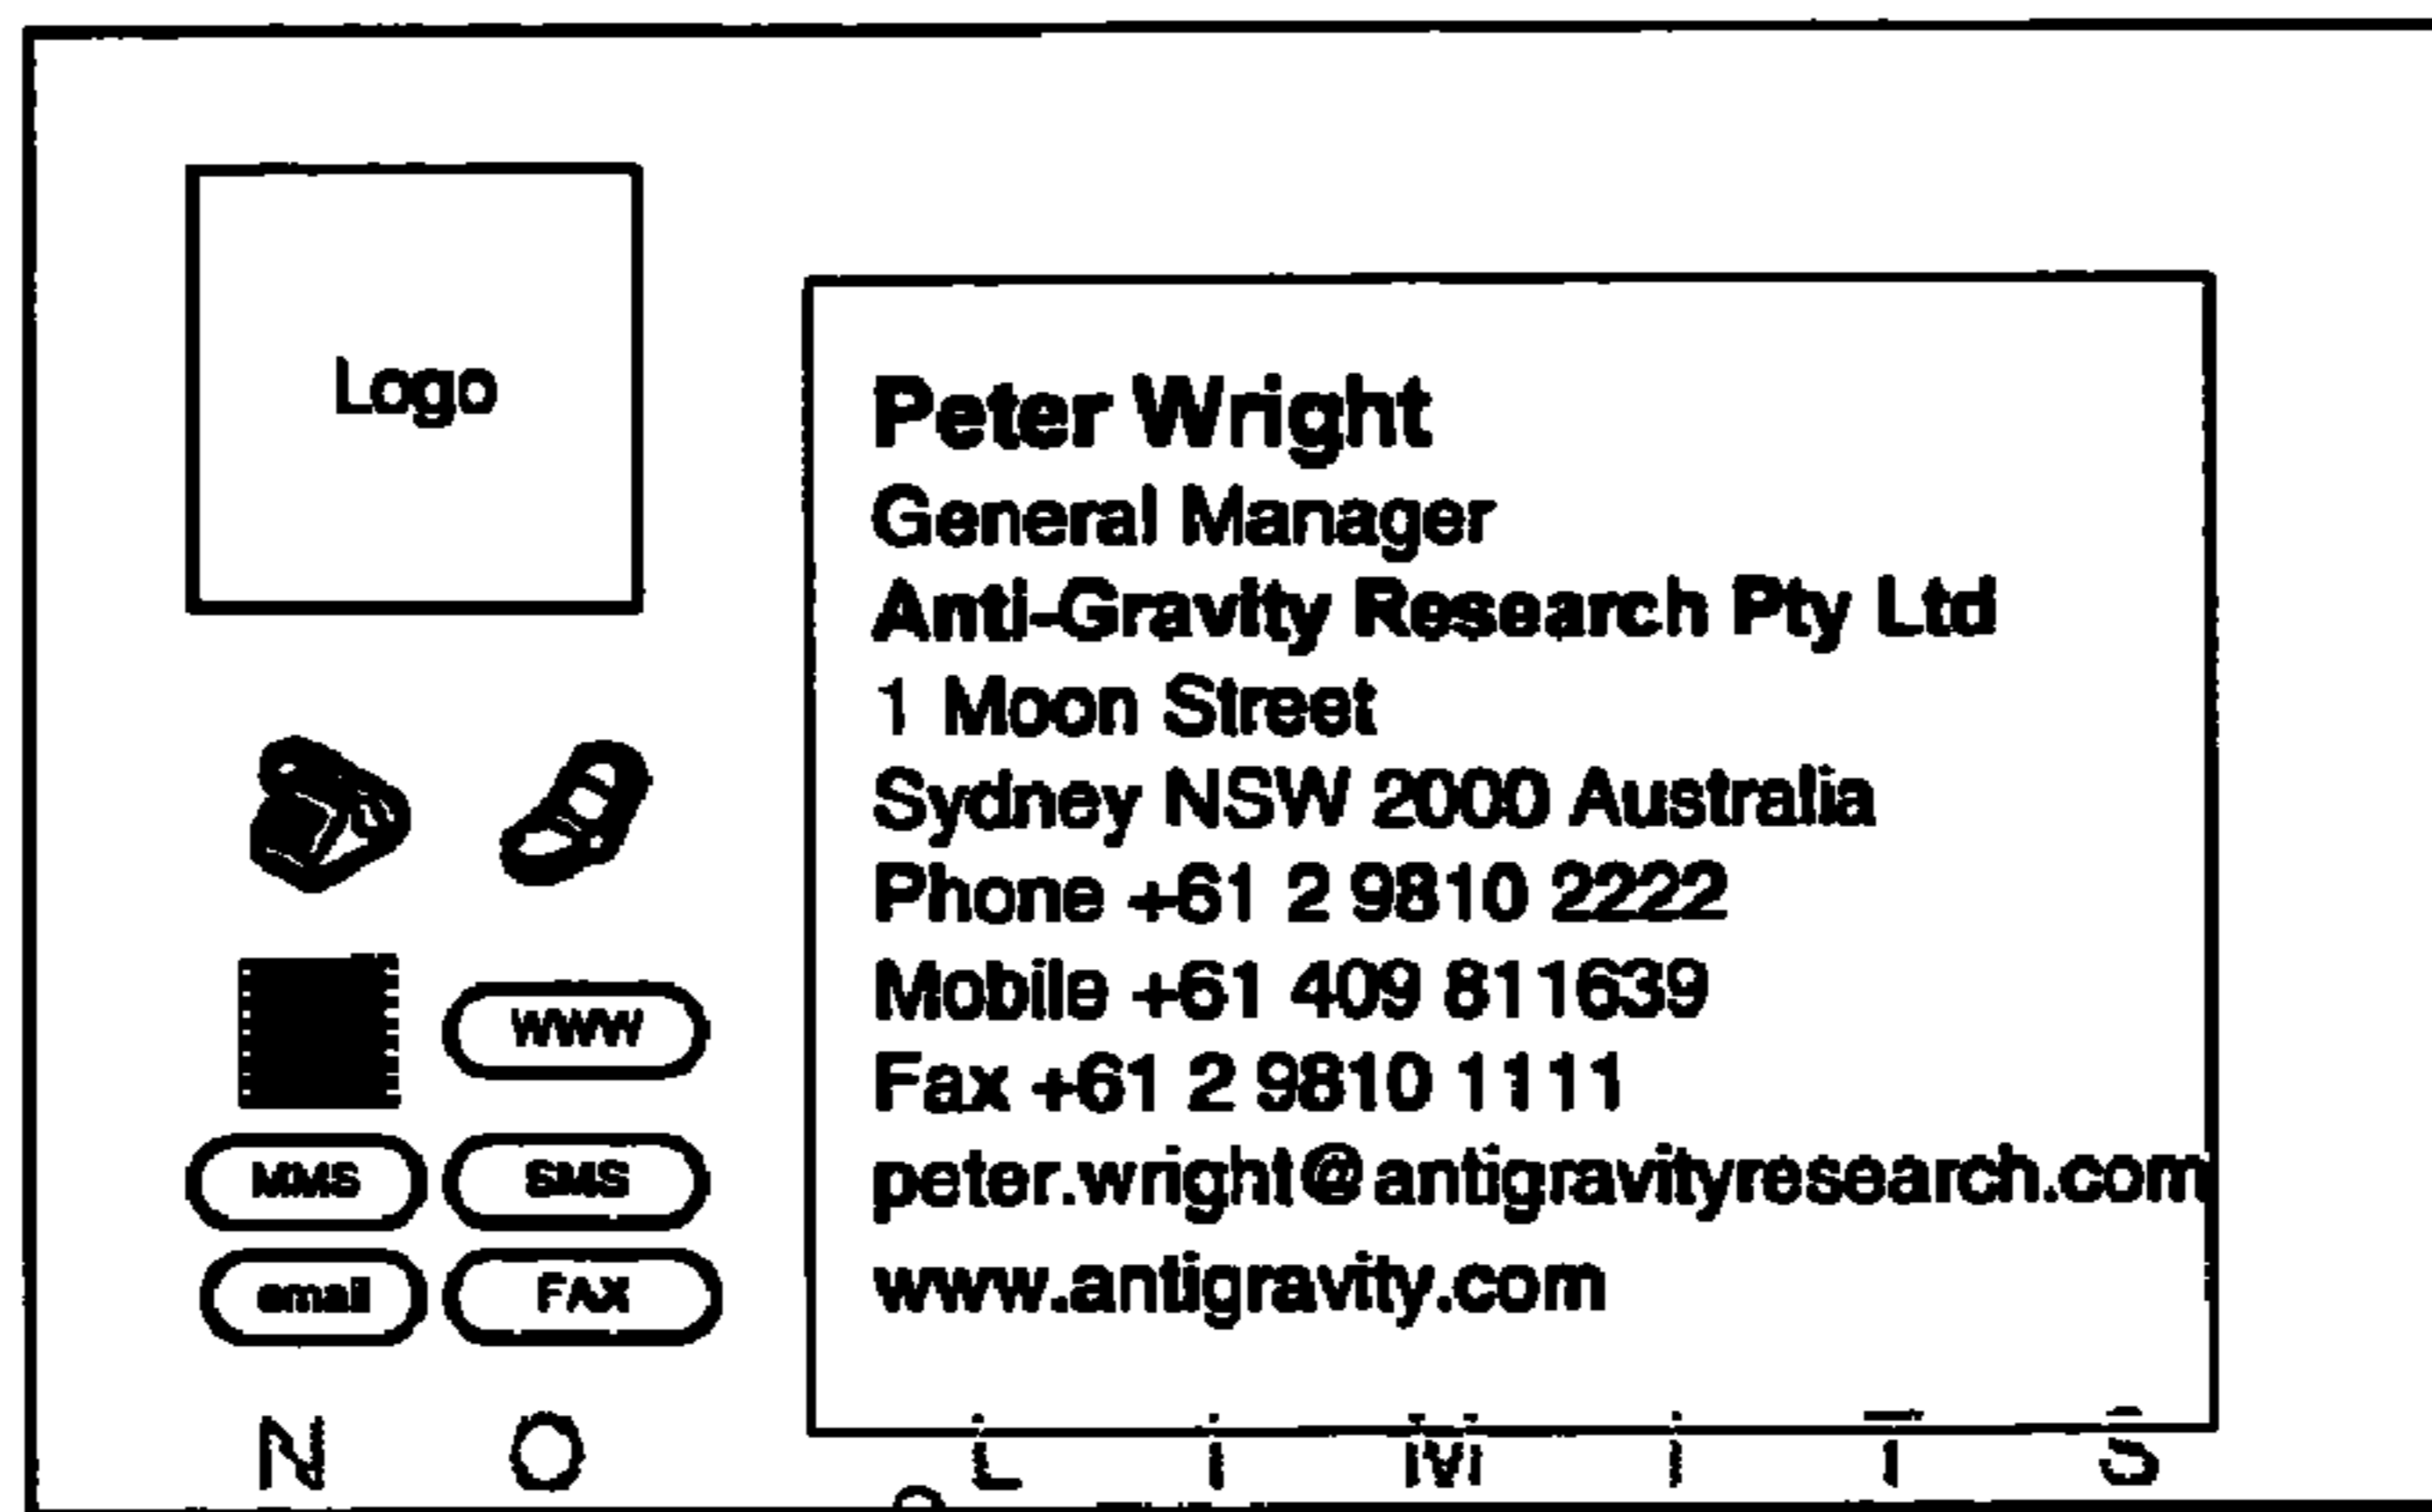 Logo
Peter Wright
General Manager
Anti-Gravity Research Pty Ltd
1 Moon Street
Sydney NSW 2000 Australia
Phone +61 2 9810 2222
Mobile +61 409 811639
Fax +61 2 9810 1111
peter.wright@antigravityresearch.com
www.antigravity.com
WWW
MMS SMS
email FAX
N O L I M I T S